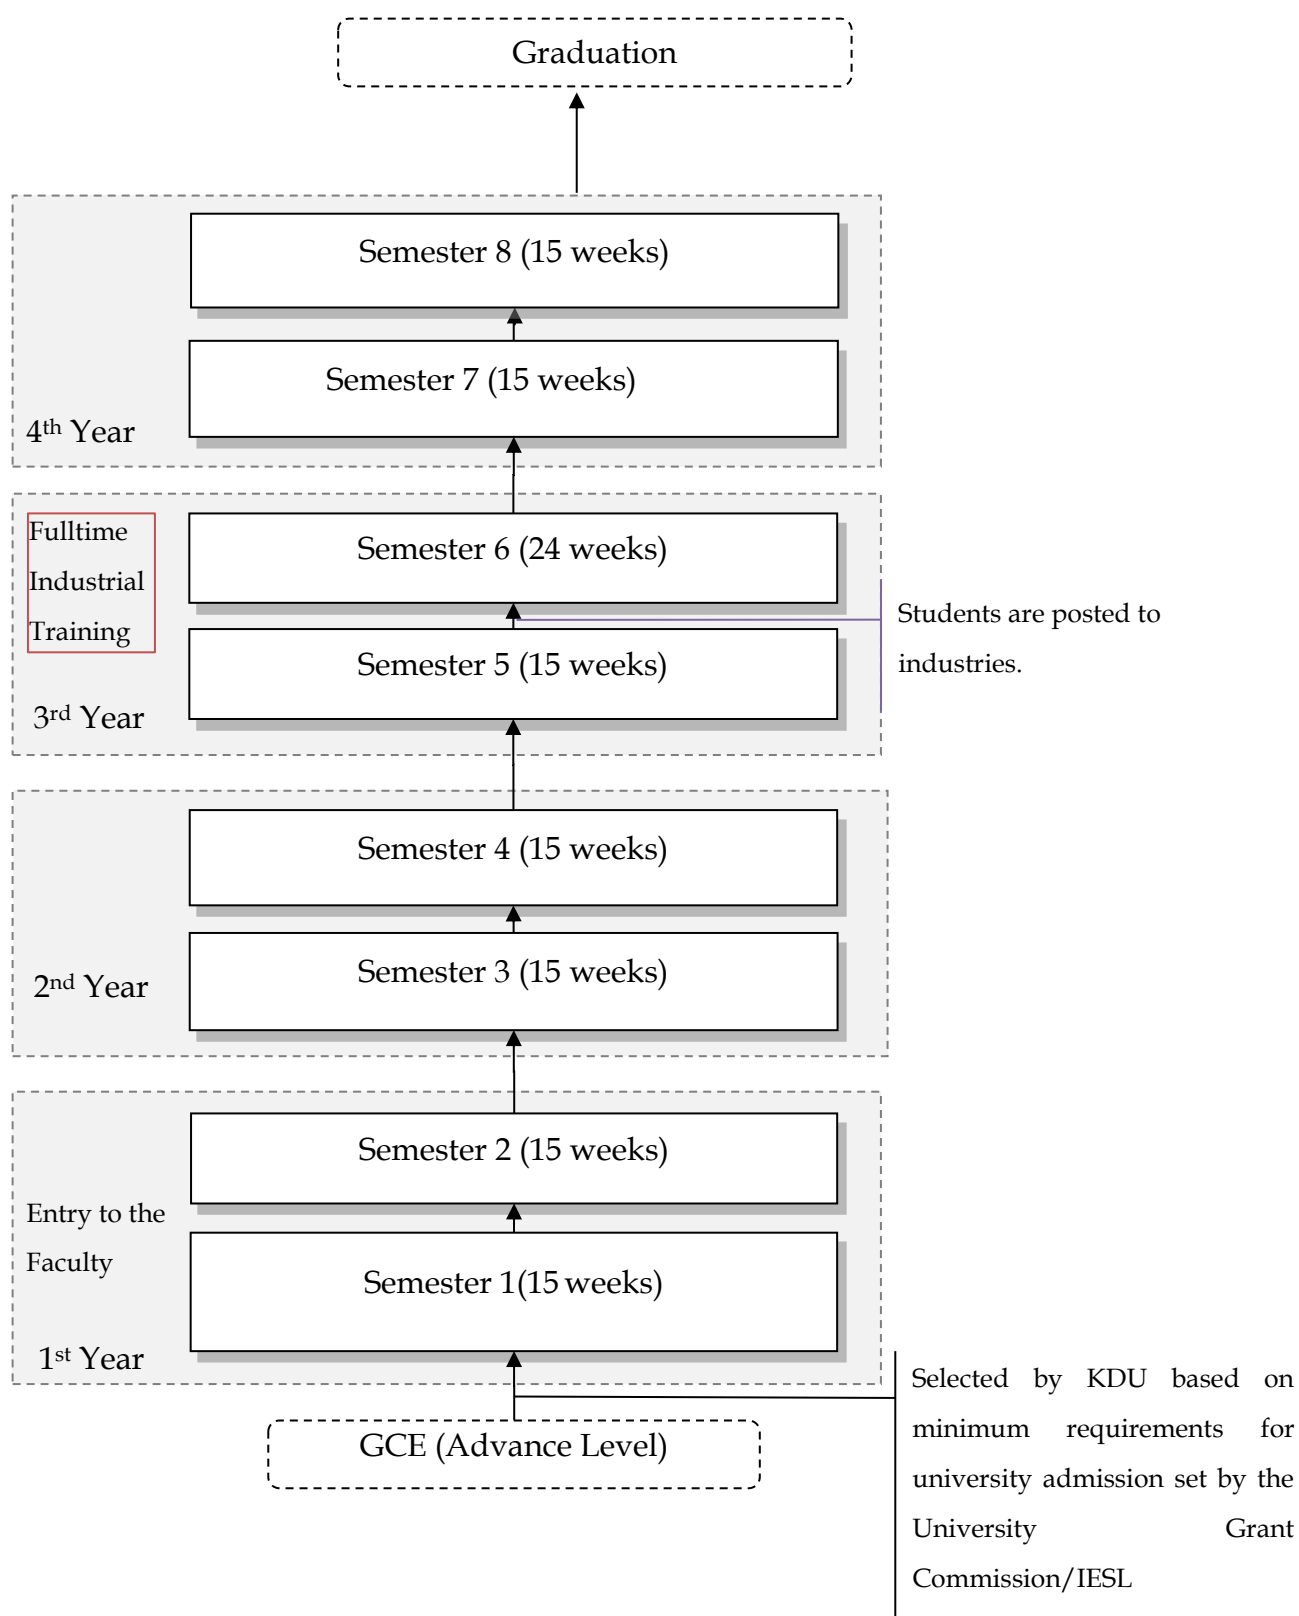 Graduation
Semester 8 (15 weeks)
Semester 7 (15 weeks)
4th Year
Fulltime
Industrial
Training
Semester 6 (24 weeks)
Students are posted to
industries.
Semester 5 (15 weeks)
3rd Year
Semester 4 (15 weeks)
Semester 3 (15 weeks)
2nd Year
Semester 2 (15 weeks)
Entry to the
Faculty
Semester 1(15 weeks)
1st Year
Selected by KDU based on
minimum requirements for
university admission set by the
University Grant
Commission/IESL
GCE (Advance Level)